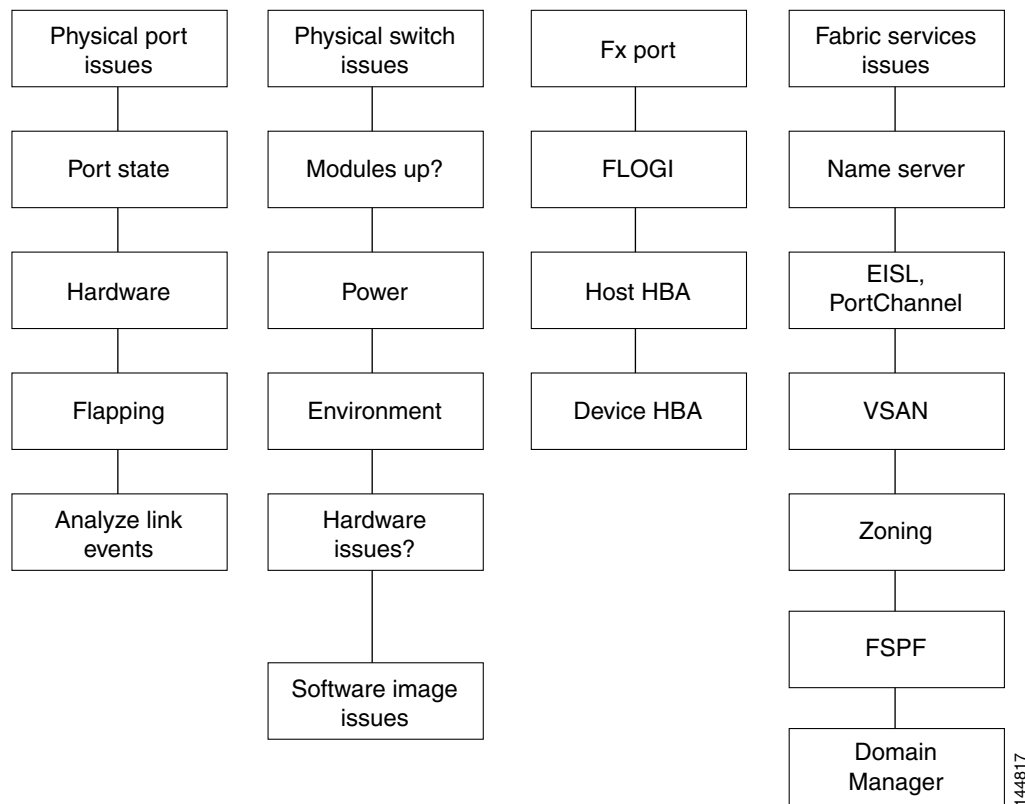 Physical port
issues
Port state
Hardware
Flapping
Analyze link
events
Physical switch
issues
Modules up?
Power
Environment
Hardware
issues?
Software image
issues
Fx port
FLOGI
Host HBA
Device HBA
Fabric services
issues
Name server
EISL,
PortChannel
VSAN
Zoning
FSPF
Domain
Manager
144817